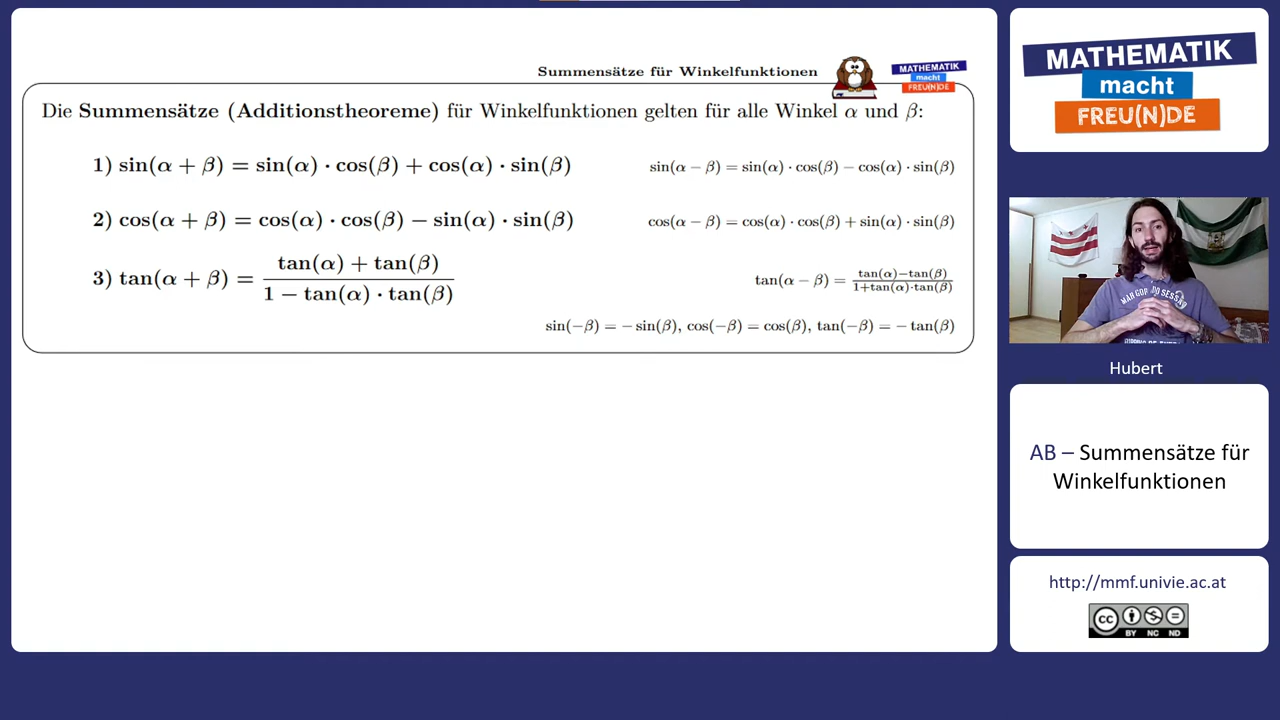 Summensätze für Winkelfunktionen
MATHEMATIK
macht
FREU(N)DE
Die Summensätze (Additionstheoreme) für Winkelfunktionen gelten für alle Winkel α und β:
1) sin(α + β) = sin(α) · cos(β) + cos(α) · sin(β)
sin(α − β) = sin(α) · cos(β) − cos(α) · sin(β)
2) cos(α + β) = cos(α) · cos(β) − sin(α) · sin(β)
cos(α − β) = cos(α) · cos(β) + sin(α) · sin(β)
3) tan(α + β) = tan(α) + tan(β) / 1 − tan(α) · tan(β)
tan(α − β) = tan(α)−tan(β) / 1+tan(α)·tan(β)
sin(−β) = − sin(β), cos(−β) = cos(β), tan(−β) = − tan(β)
MATHEMATIK
macht
FREU(N)DE
Hubert
AB – Summensätze für
Winkelfunktionen
http://mmf.univie.ac.at
cc
BY NC ND